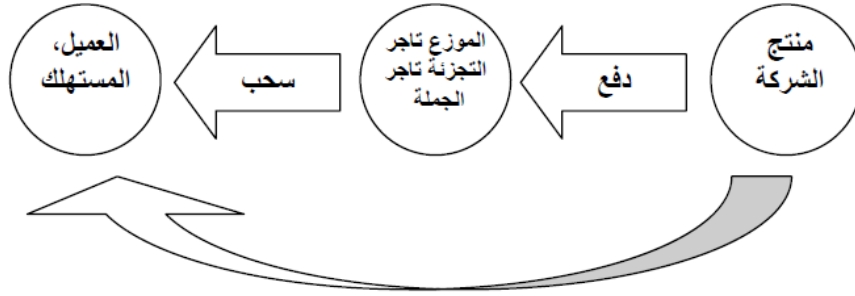 منتج
الشركة
دفع
الموزع تاجر
التجزئة تاجر
الجملة
سحب
العميل،
المستهلك